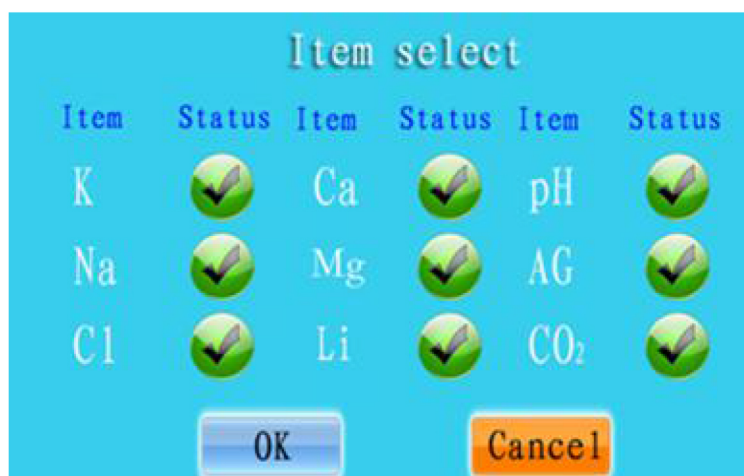 Item select
Item Status Item Status Item Status
K Ca pH
Na Mg AG
Cl Li CO₂
OK Cancel